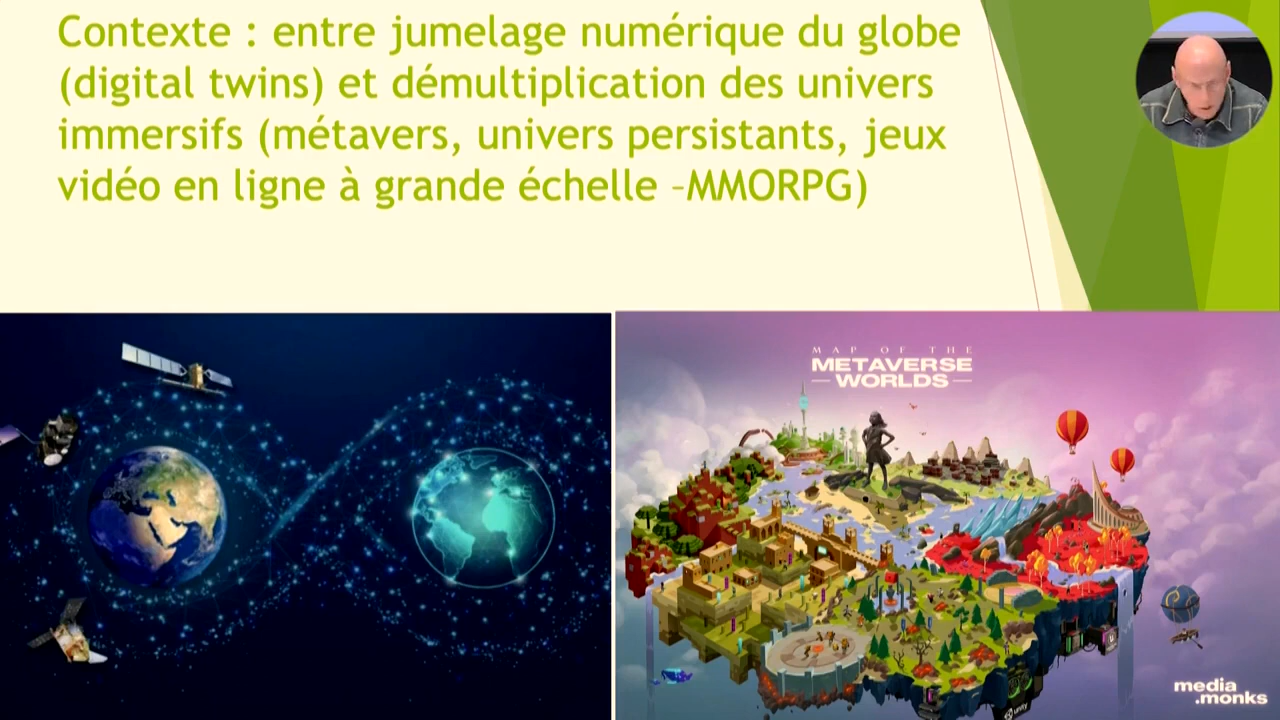 Contexte : entre jumelage numérique du globe
(digital twins) et démultiplication des univers
immersifs (métavers, univers persistants, jeux
vidéo en ligne à grande échelle –MMORPG)
MAP OF THE
METAVERSE
WORLDS
media
.monks
unity